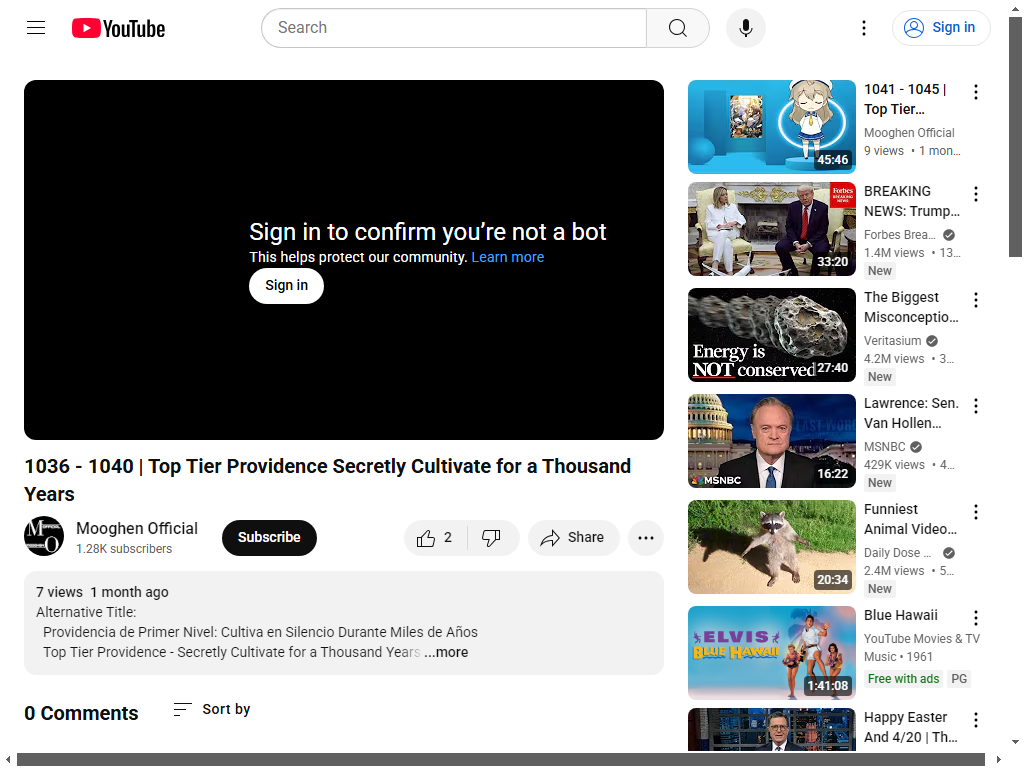 YouTube
Search
Sign in
Sign in to confirm you’re not a bot
This helps protect our community. Learn more
Sign in
1036 - 1040 | Top Tier Providence Secretly Cultivate for a Thousand
Years
Mooghen Official
1.28K subscribers
Subscribe
2
Share
7 views 1 month ago
Alternative Title:
Providencia de Primer Nivel: Cultiva en Silencio Durante Miles de Años
Top Tier Providence - Secretly Cultivate for a Thousand Years ...more
0 Comments
Sort by
45:46
1041 - 1045 |
Top Tier...
Mooghen Official
9 views • 1 mon...
Forbes
BREAKING
NEWS
33:20
BREAKING
NEWS: Trump...
Forbes Brea...
1.4M views • 13...
New
Energy is
NOT conserved
27:40
The Biggest
Misconceptio...
Veritasium
4.2M views • 3...
New
MSNBC
16:22
Lawrence: Sen.
Van Hollen...
MSNBC
429K views • 4...
New
20:34
Funniest
Animal Video...
Daily Dose ...
2.4M views • 5...
New
ELVIS
BLUE HAWAII
1:41:08
Blue Hawaii
YouTube Movies & TV
Music • 1961
Free with ads PG
Happy Easter
And 4/20 | Th...